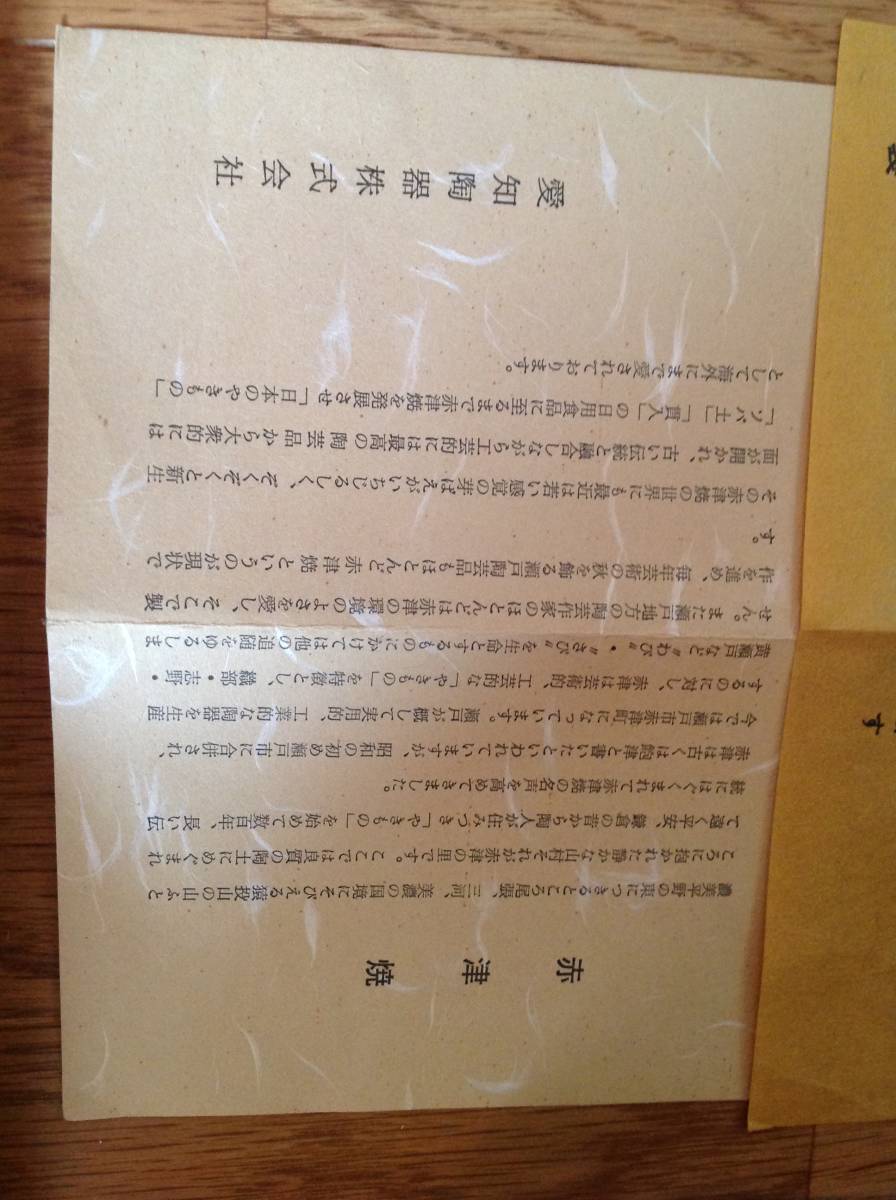 赤津焼
濃美平野の東につきるところ尾張、三河、美濃の国境にそびえる猿投山の山ふと
ころに抱かれた静かな山村それが赤津の里です。ここでは良質の陶土にめぐまれ
て遠く平安、鎌倉の昔から陶人が住みつき「やきもの」を始めて数百年、長い伝
統にはぐくまれて赤津焼の名声を高めてきました。
赤津は古くは飽津と書いたといわれていますが、昭和の初め瀬戸市に合併され、
今では瀬戸市赤津町になっています。瀬戸が概して実用的、工業的な陶器を生産
するのに対し、赤津は芸術的、工芸的な「やきもの」を特徴とし、織部・志野・
黄瀬戸など〝わび〟・〝さび〟を生命とするものにかけては他の追随をゆるしま
せん。また瀬戸地方の陶芸作家のほとんどは赤津の環境のよさを愛し、そこで製
作を進め、毎年芸術の秋を飾る瀬戸陶芸品もほとんど赤津焼というのが現状で
す。
その赤津焼の世界にも最近は若い感覚の芽ばえがいちじるしく、ぞくぞくと新生
面が開かれ、古い伝統と融合しながら工芸的には最高の陶芸品から大衆的には
「ソバ土」「貫入」の日用食品に至るまで赤津焼を発展させ「日本のやきもの」
として海外にまで愛されております。
愛知陶器株式会社
す